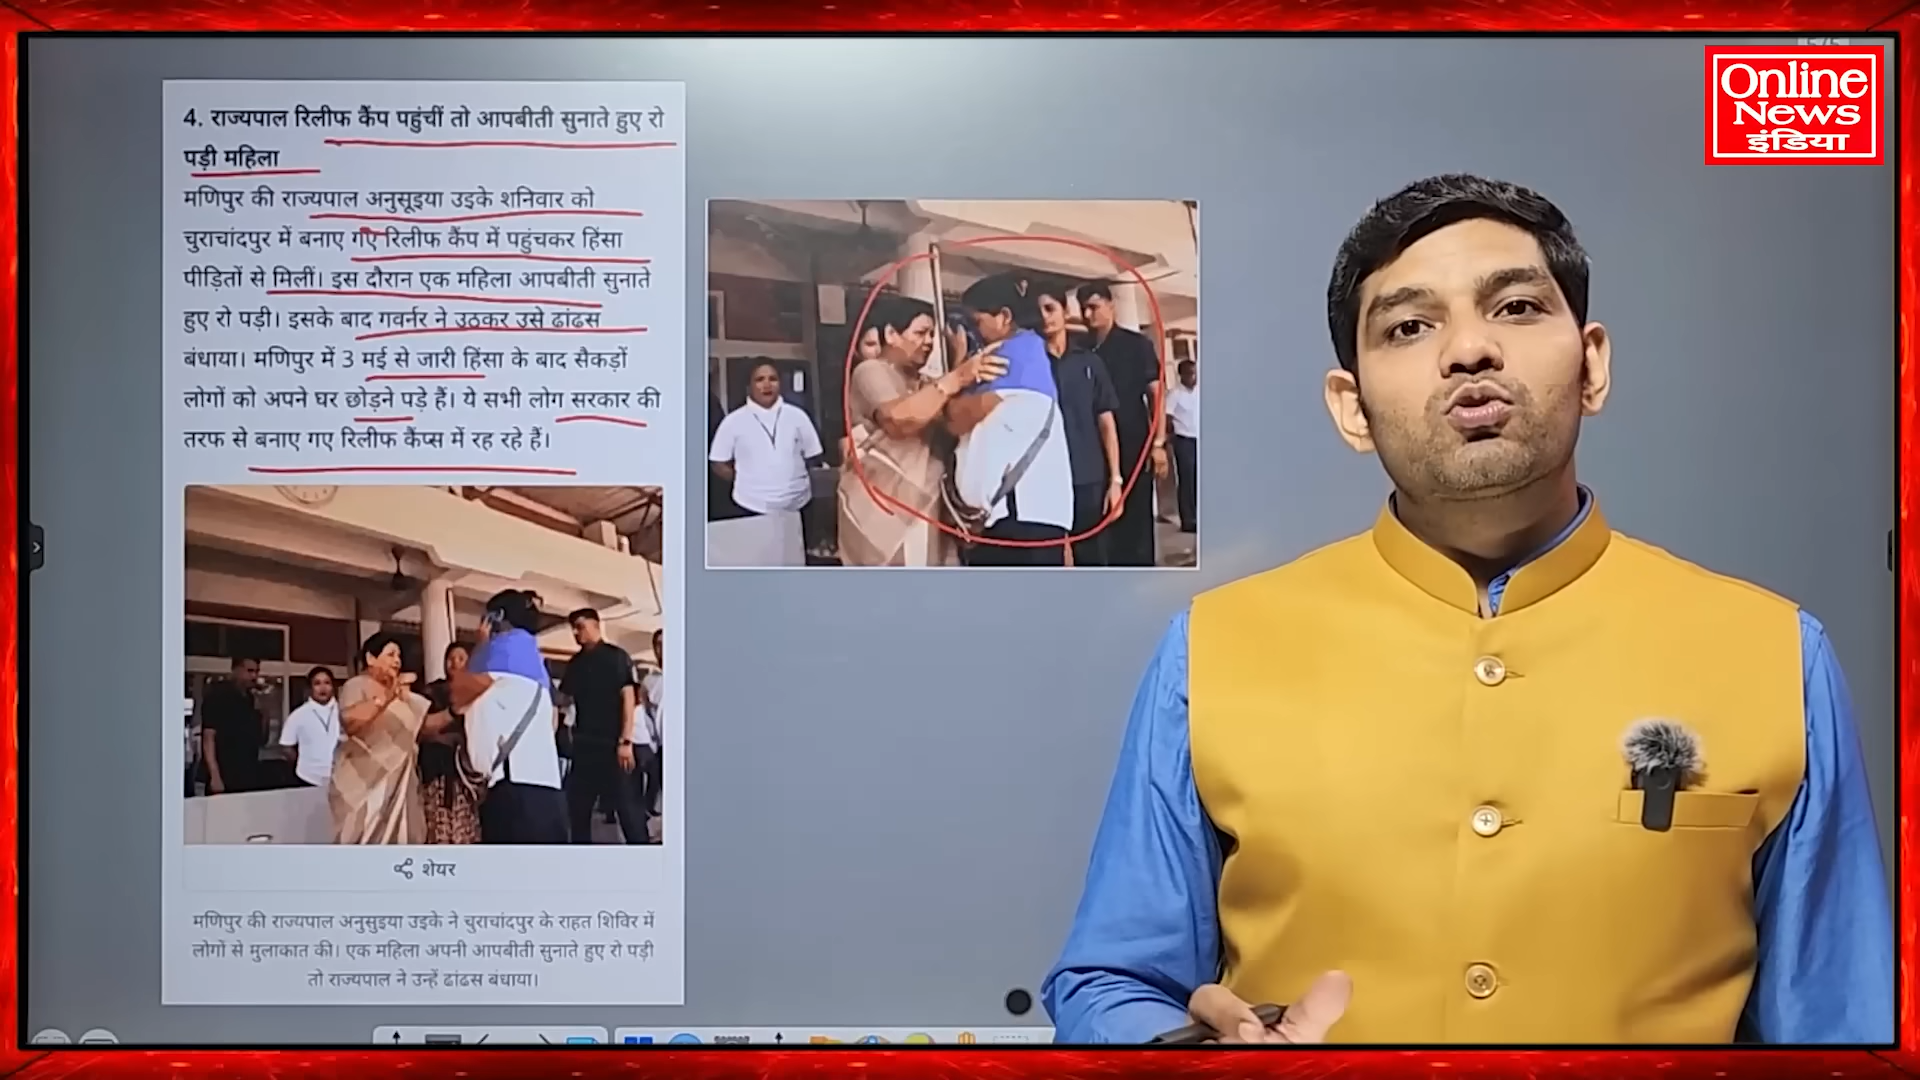 4. राज्यपाल रिलीफ कैंप पहुंचीं तो आपबीती सुनाते हुए रो
पड़ी महिला
मणिपुर की राज्यपाल अनुसूइया उइके शनिवार को
चुराचांदपुर में बनाए गए रिलीफ कैंप में पहुंचकर हिंसा
पीड़ितों से मिलीं। इस दौरान एक महिला आपबीती सुनाते
हुए रो पड़ी। इसके बाद गवर्नर ने उठकर उसे ढांढस
बंधाया। मणिपुर में 3 मई से जारी हिंसा के बाद सैकड़ों
लोगों को अपने घर छोड़ने पड़े हैं। ये सभी लोग सरकार की
तरफ से बनाए गए रिलीफ कैंप्स में रह रहे हैं।
शेयर
मणिपुर की राज्यपाल अनुसुइया उइके ने चुराचांदपुर के राहत शिविर में
लोगों से मुलाकात की। एक महिला अपनी आपबीती सुनाते हुए रो पड़ी
तो राज्यपाल ने उन्हें ढांढस बंधाया।
Online
News
इंडिया